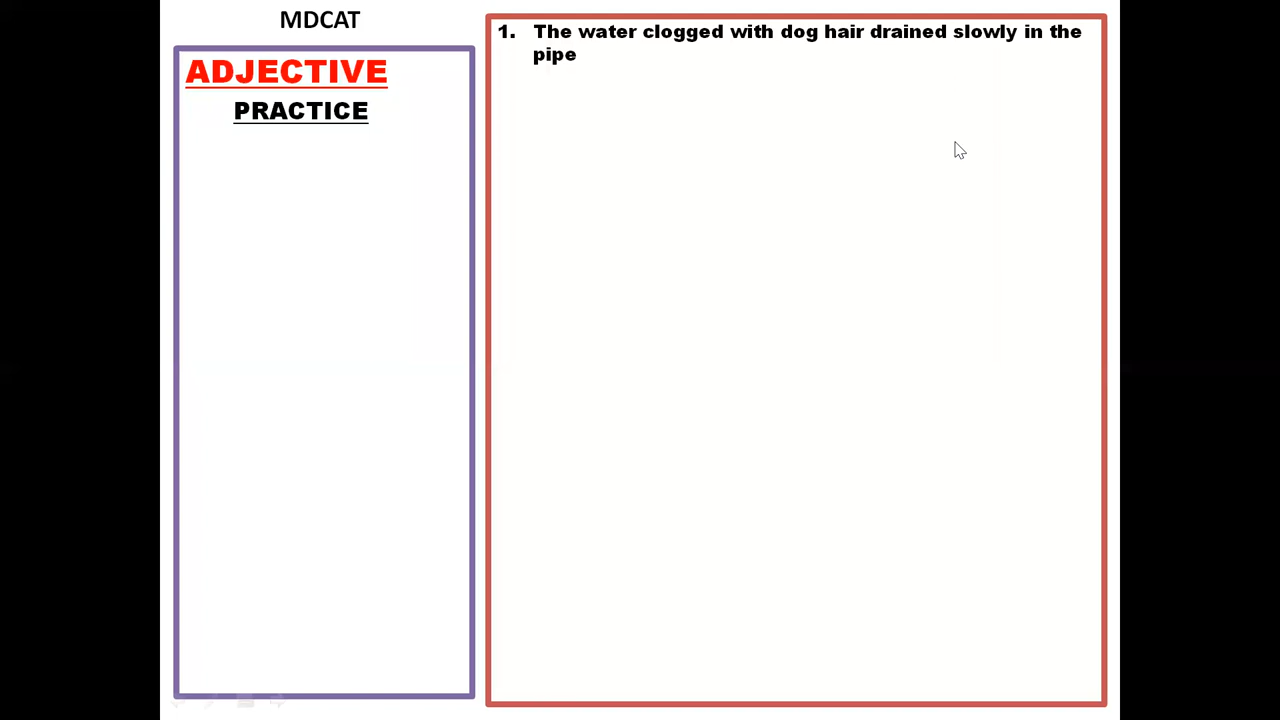 MDCAT
ADJECTIVE
PRACTICE
1. The water clogged with dog hair drained slowly in the
pipe